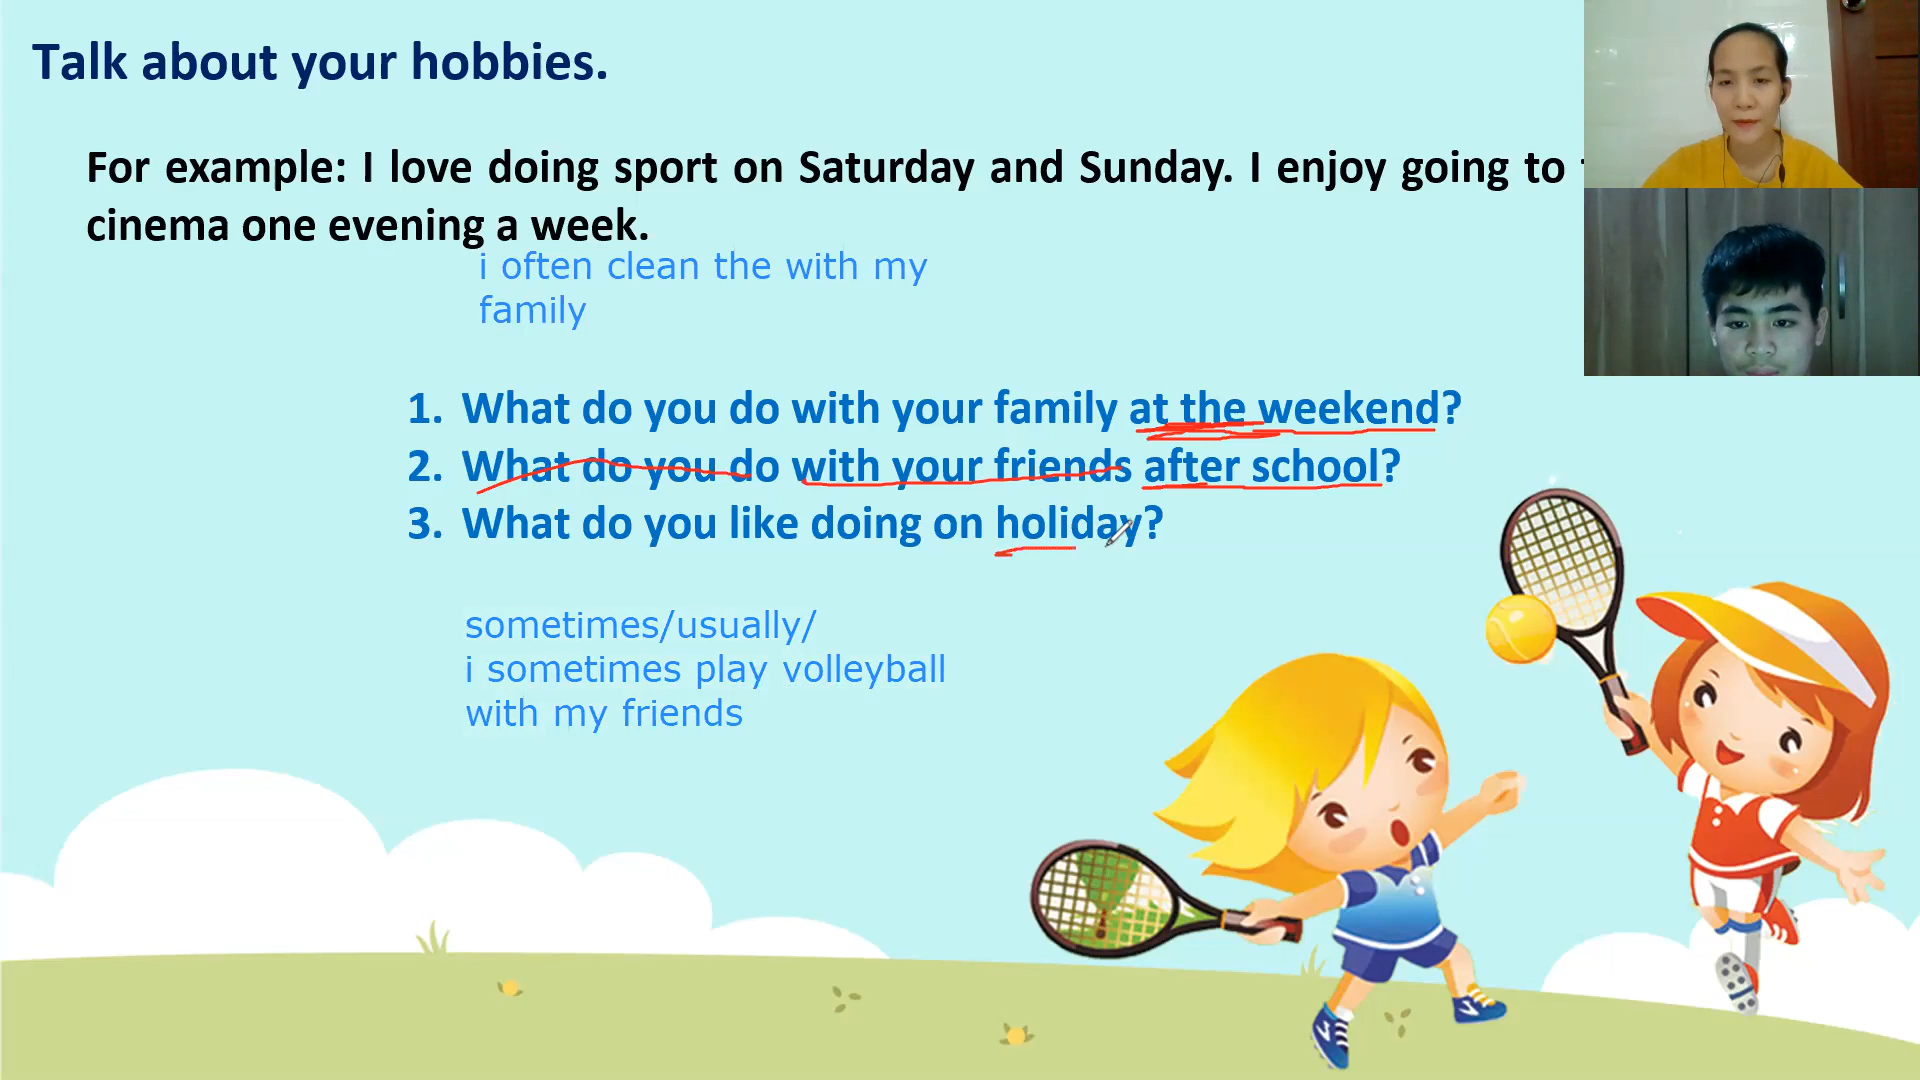 Talk about your hobbies.
For example: I love doing sport on Saturday and Sunday. I enjoy going to
cinema one evening a week.
i often clean the with my
family
1. What do you do with your family at the weekend?
2. What do you do with your friends after school?
3. What do you like doing on holiday?
sometimes/usually/
i sometimes play volleyball
with my friends